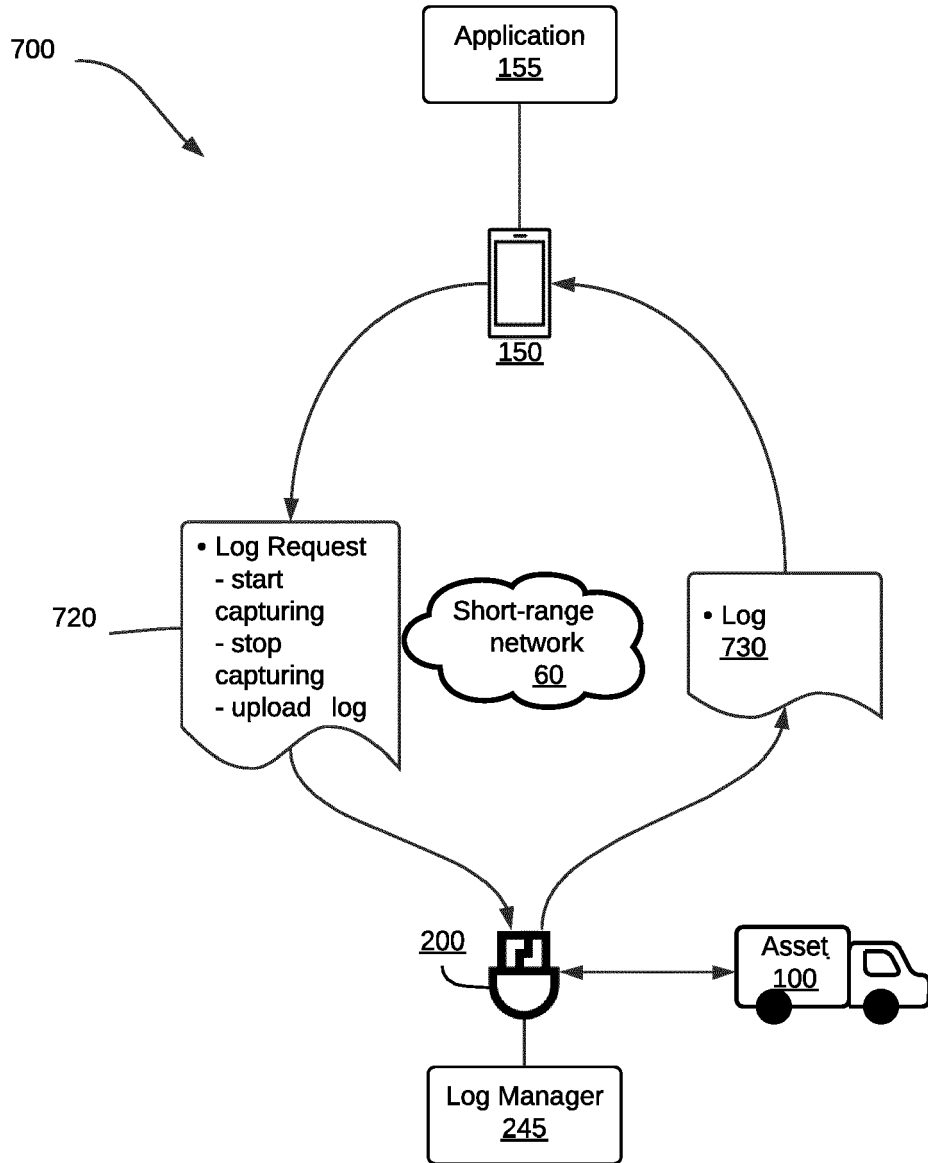 700
Application
155
150
• Log Request
- start
capturing
- stop
capturing
- upload log
720
Short-range
network
60
• Log
730
200
Asset
100
Log Manager
245